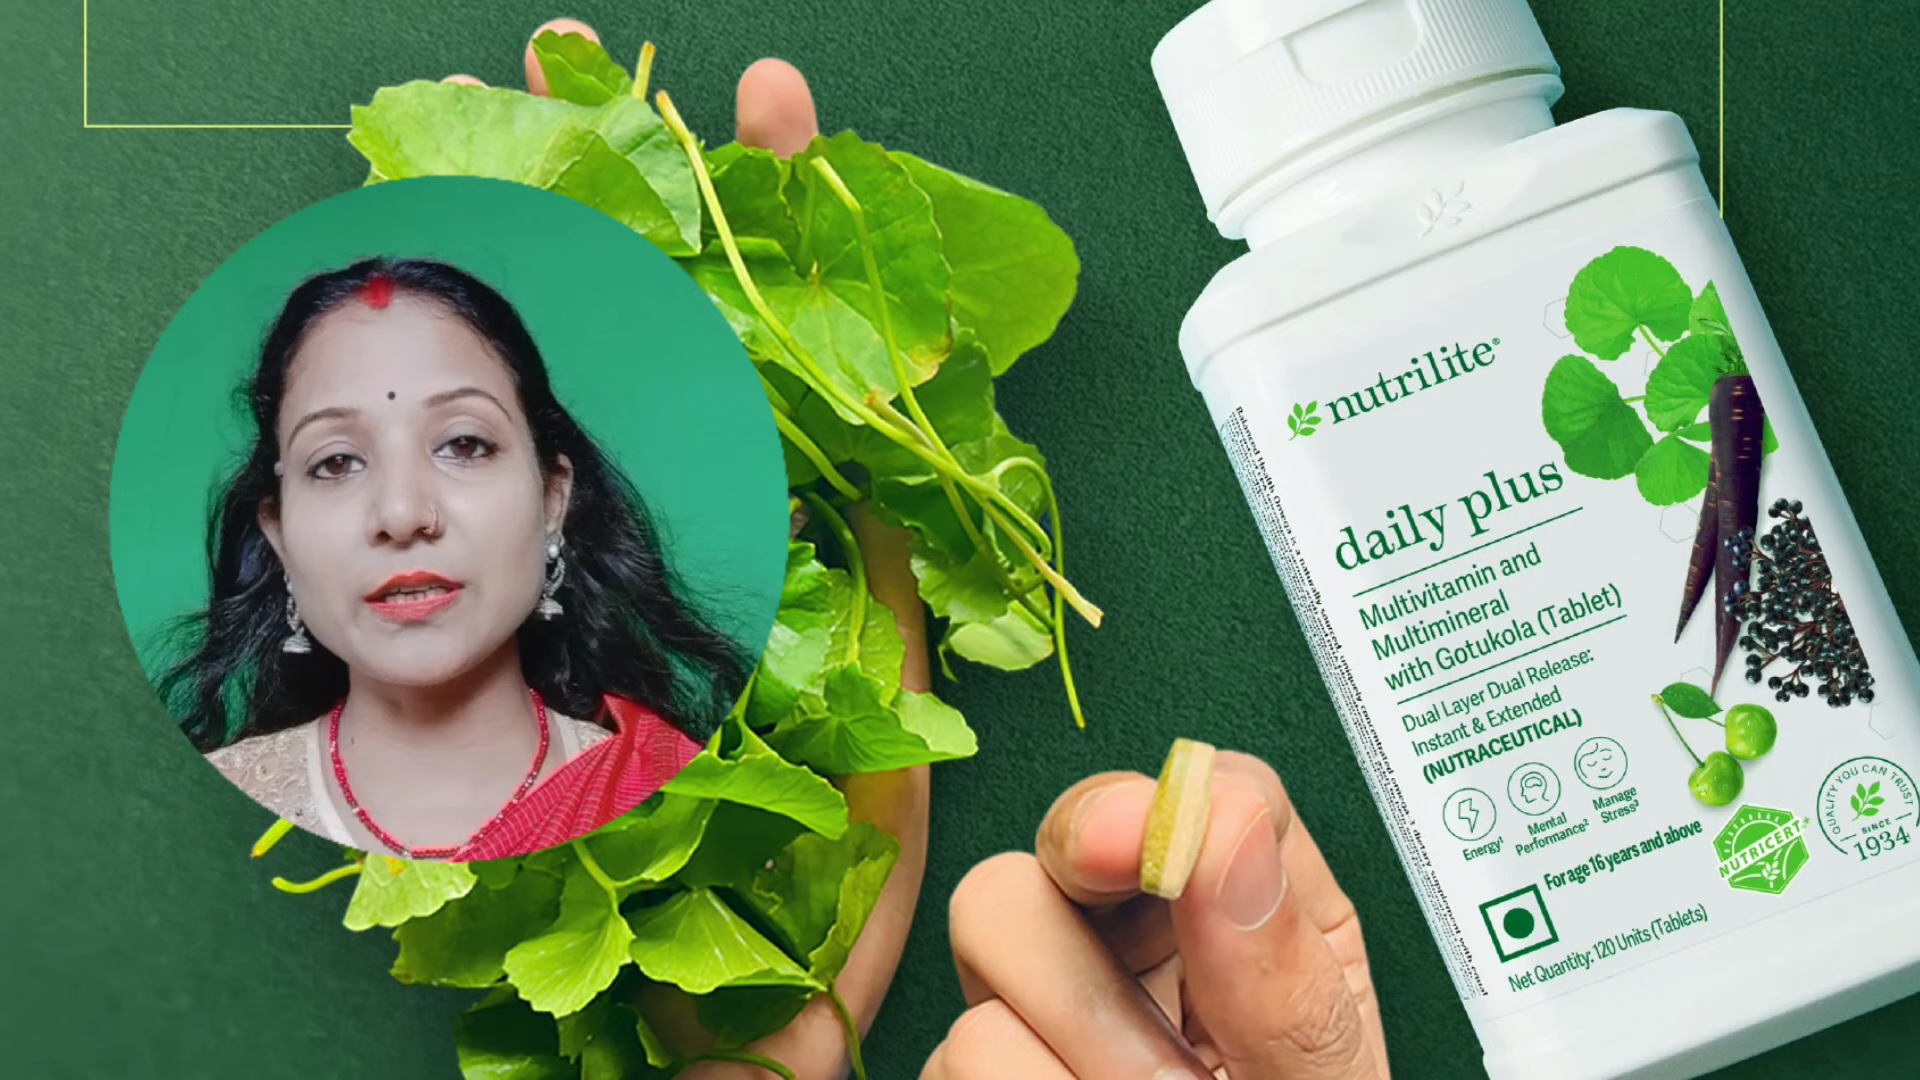 nutrilite®
daily plus
Multivitamin and
Multimineral
with Gotukola (Tablet)
Dual Layer Dual Release:
Instant & Extended
(NUTRACEUTICAL)
Energy¹
Mental
Performance²
Manage
Stress³
For age 16 years and above
NUTRICERT
QUALITY YOU CAN TRUST
SINCE
1934
Net Quantity: 120 Units (Tablets)